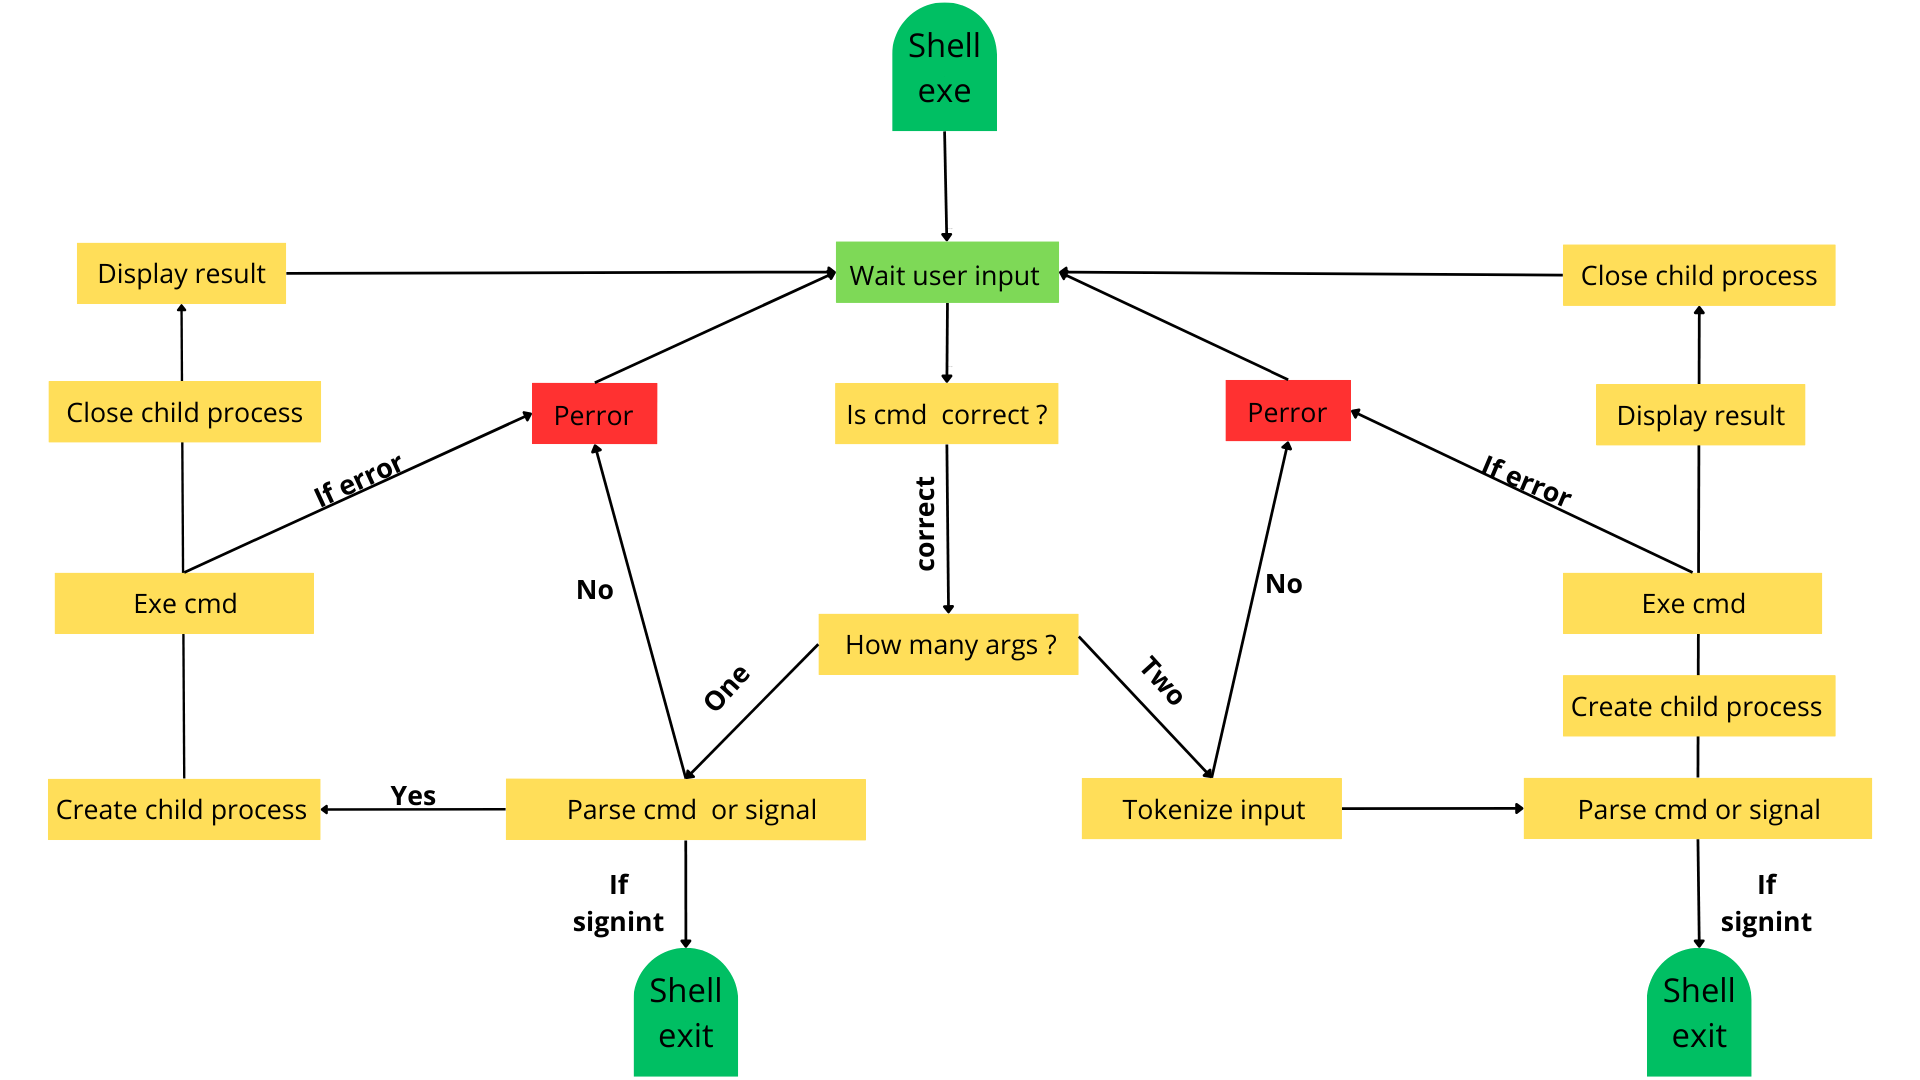 Shell
exe
Display result
Wait user input
Close child process
Close child process
Perror
Is cmd  correct ?
Perror
Display result
If error
correct
If error
Exe cmd
No
No
Exe cmd
How many args ?
One
Two
Create child process
Create child process
Yes
Parse cmd  or signal
Tokenize input
Parse cmd or signal
If
signint
If
signint
Shell
exit
Shell
exit